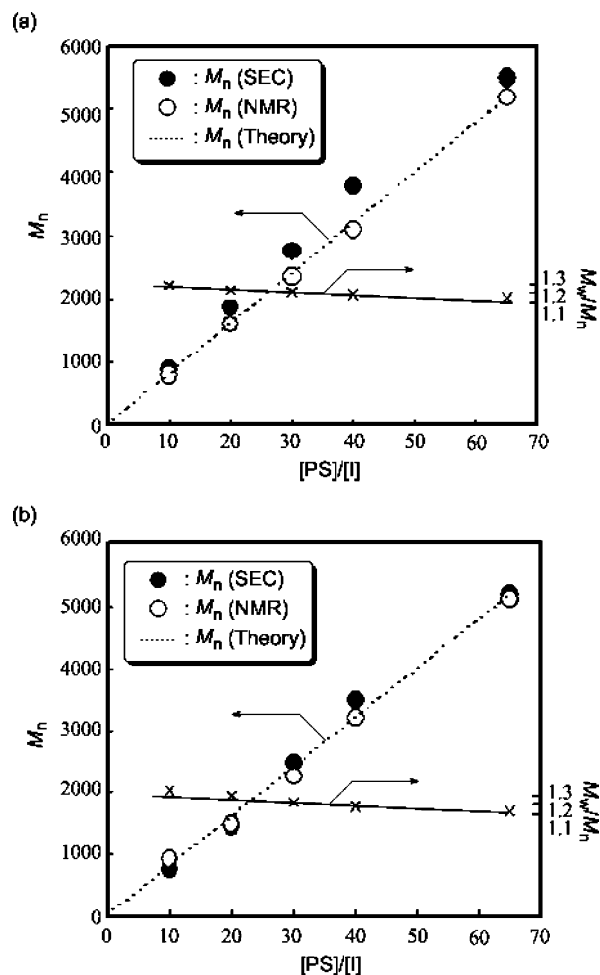 (a)
6000
5000
4000
3000
2000
1000
0
Mn
: Mn (SEC)
: Mn (NMR)
: Mn (Theory)
1.3
1.2
1.1
Mw/Mn
0 10 20 30 40 50 60 70
[PS]/[I]
(b)
6000
5000
4000
3000
2000
1000
0
Mn
: Mn (SEC)
: Mn (NMR)
: Mn (Theory)
1.3
1.2
1.1
Mw/Mn
0 10 20 30 40 50 60 70
[PS]/[I]